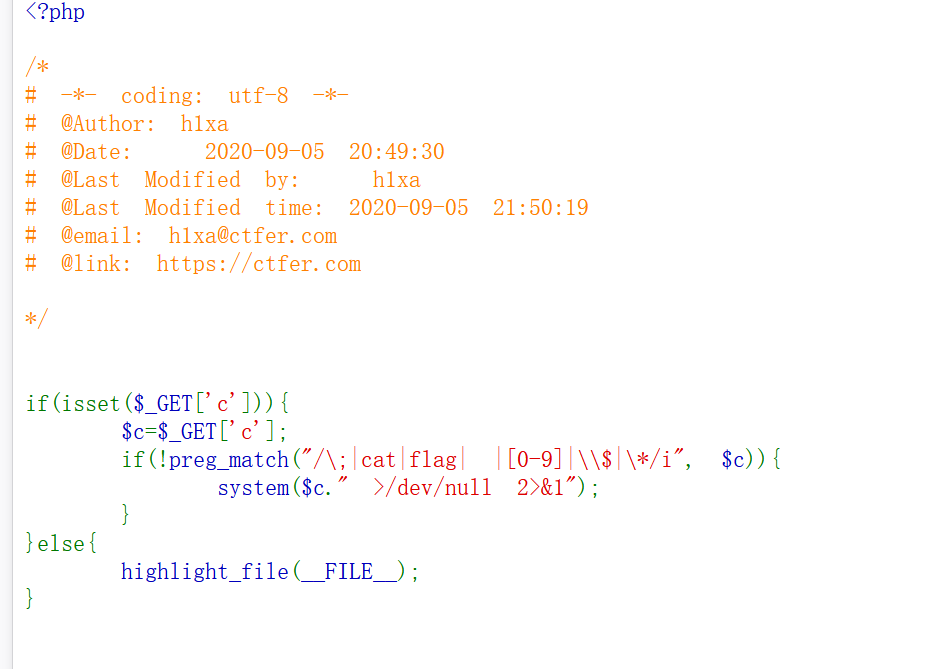 <?php
/*
# -*- coding: utf-8 -*-
# @Author: h1xa
# @Date:   2020-09-05 20:49:30
# @Last Modified by:   h1xa
# @Last Modified time: 2020-09-05 21:50:19
# @email: h1xa@ctfer.com
# @link: https://ctfer.com
*/
if(isset($_GET['c'])){
    $c=$_GET['c'];
    if(!preg_match("/\;|cat|flag| |[0-9]|\\$|\*/i", $c)){
        system($c." >/dev/null 2>&1");
    }
}else{
    highlight_file(__FILE__);
}